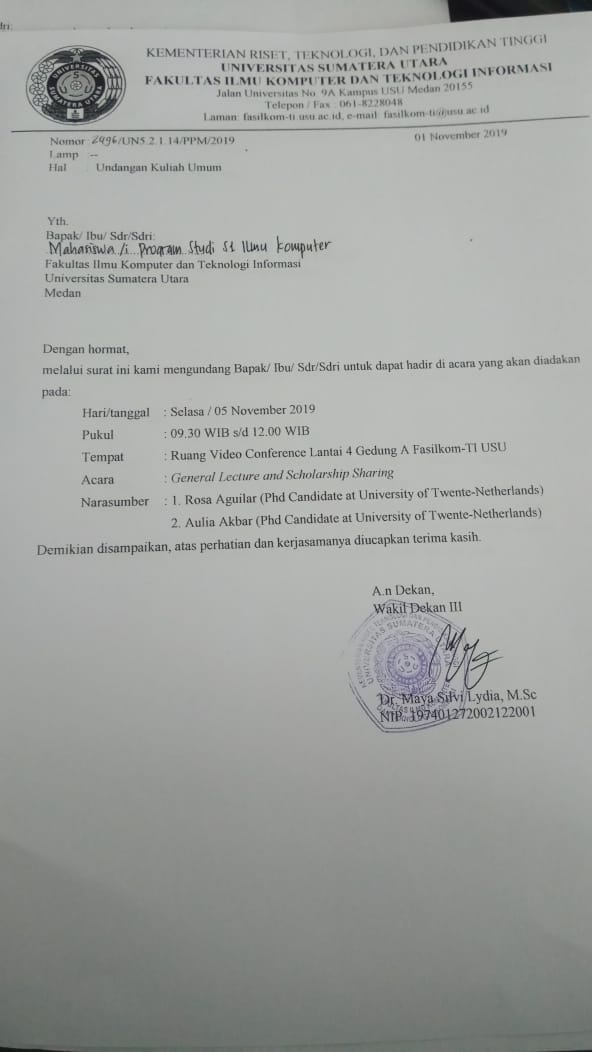 dri:
KEMENTERIAN RISET, TEKNOLOGI, DAN PENDIDIKAN TINGGI
UNIVERSITAS SUMATERA UTARA
FAKULTAS ILMU KOMPUTER DAN TEKNOLOGI INFORMASI
Jalan Universitas No. 9A Kampus USU Medan 20155
Telepon / Fax : 061-8228048
Laman: fasilkom-ti.usu.ac.id, e-mail: fasilkom-ti@usu.ac.id
UNIVERSITAS SUMATERA UTARA
Nomor : 2496/UN5.2.1.14/PPM/2019
01 November 2019
Lamp : --
Hal : Undangan Kuliah Umum
Yth.
Bapak/ Ibu/ Sdr/Sdri:
Mahasiswa/i Program Studi S1 Ilmu Komputer
Fakultas Ilmu Komputer dan Teknologi Informasi
Universitas Sumatera Utara
Medan
Dengan hormat,
melalui surat ini kami mengundang Bapak/ Ibu/ Sdr/Sdri untuk dapat hadir di acara yang akan diadakan
pada:
Hari/tanggal : Selasa / 05 November 2019
Pukul : 09.30 WIB s/d 12.00 WIB
Tempat : Ruang Video Conference Lantai 4 Gedung A Fasilkom-TI USU
Acara : General Lecture and Scholarship Sharing
Narasumber : 1. Rosa Aguilar (Phd Candidate at University of Twente-Netherlands)
2. Aulia Akbar (Phd Candidate at University of Twente-Netherlands)
Demikian disampaikan, atas perhatian dan kerjasamanya diucapkan terima kasih.
A.n Dekan,
Wakil Dekan III
UNIVERSITAS SUMATERA UTARA
Dr. Maya Silvi Lydia, M.Sc
NIP. 197401272002122001